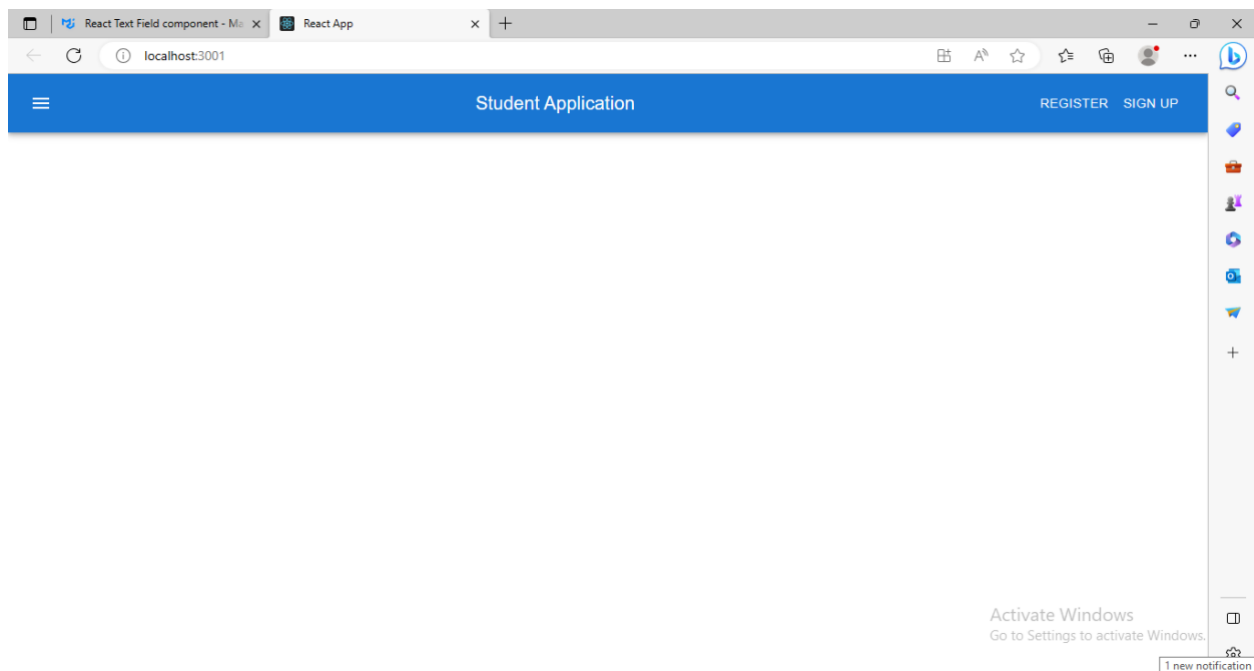 React Text Field component - Ma
React App
localhost:3001
Student Application
REGISTER SIGN UP
Activate Windows
Go to Settings to activate Windows.
1 new notification